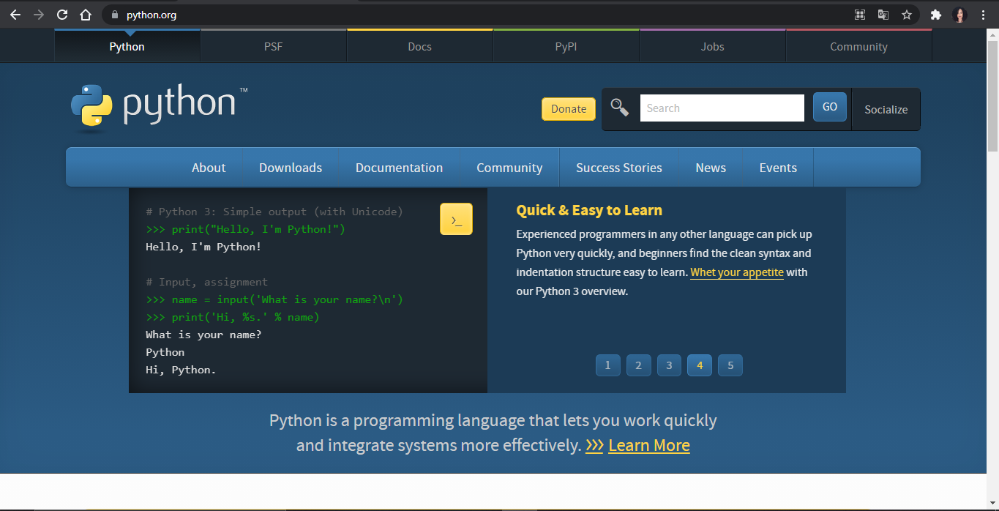 python.org
Python PSF Docs PyPI Jobs Community
python™
Donate Search GO Socialize
About Downloads Documentation Community Success Stories News Events
# Python 3: Simple output (with Unicode)
>>> print("Hello, I'm Python!")
Hello, I'm Python!
# Input, assignment
>>> name = input('What is your name?\n')
>>> print('Hi, %s.' % name)
What is your name?
Python
Hi, Python.
>_
Quick & Easy to Learn
Experienced programmers in any other language can pick up
Python very quickly, and beginners find the clean syntax and
indentation structure easy to learn. Whet your appetite with
our Python 3 overview.
1 2 3 4 5
Python is a programming language that lets you work quickly
and integrate systems more effectively. >>> Learn More